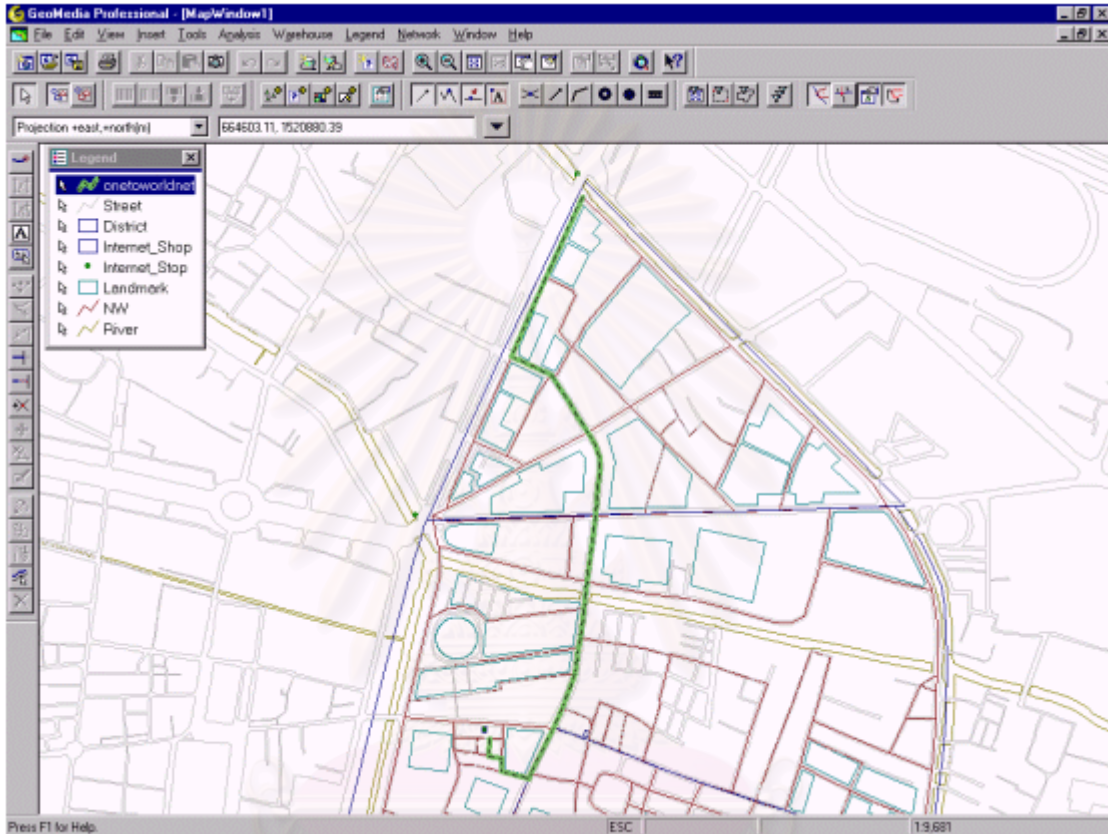 GeoMedia Professional - [MapWindow1]
File Edit View Insert Tools Analysis Warehouse Legend Network Window Help
Projection +east,+north(m) 664603.11, 1520880.39
Legend
onetoworldnet
Street
District
Internet_Shop
Internet_Stop
Landmark
NW
River
Press F1 for Help. ESC 1:9,681